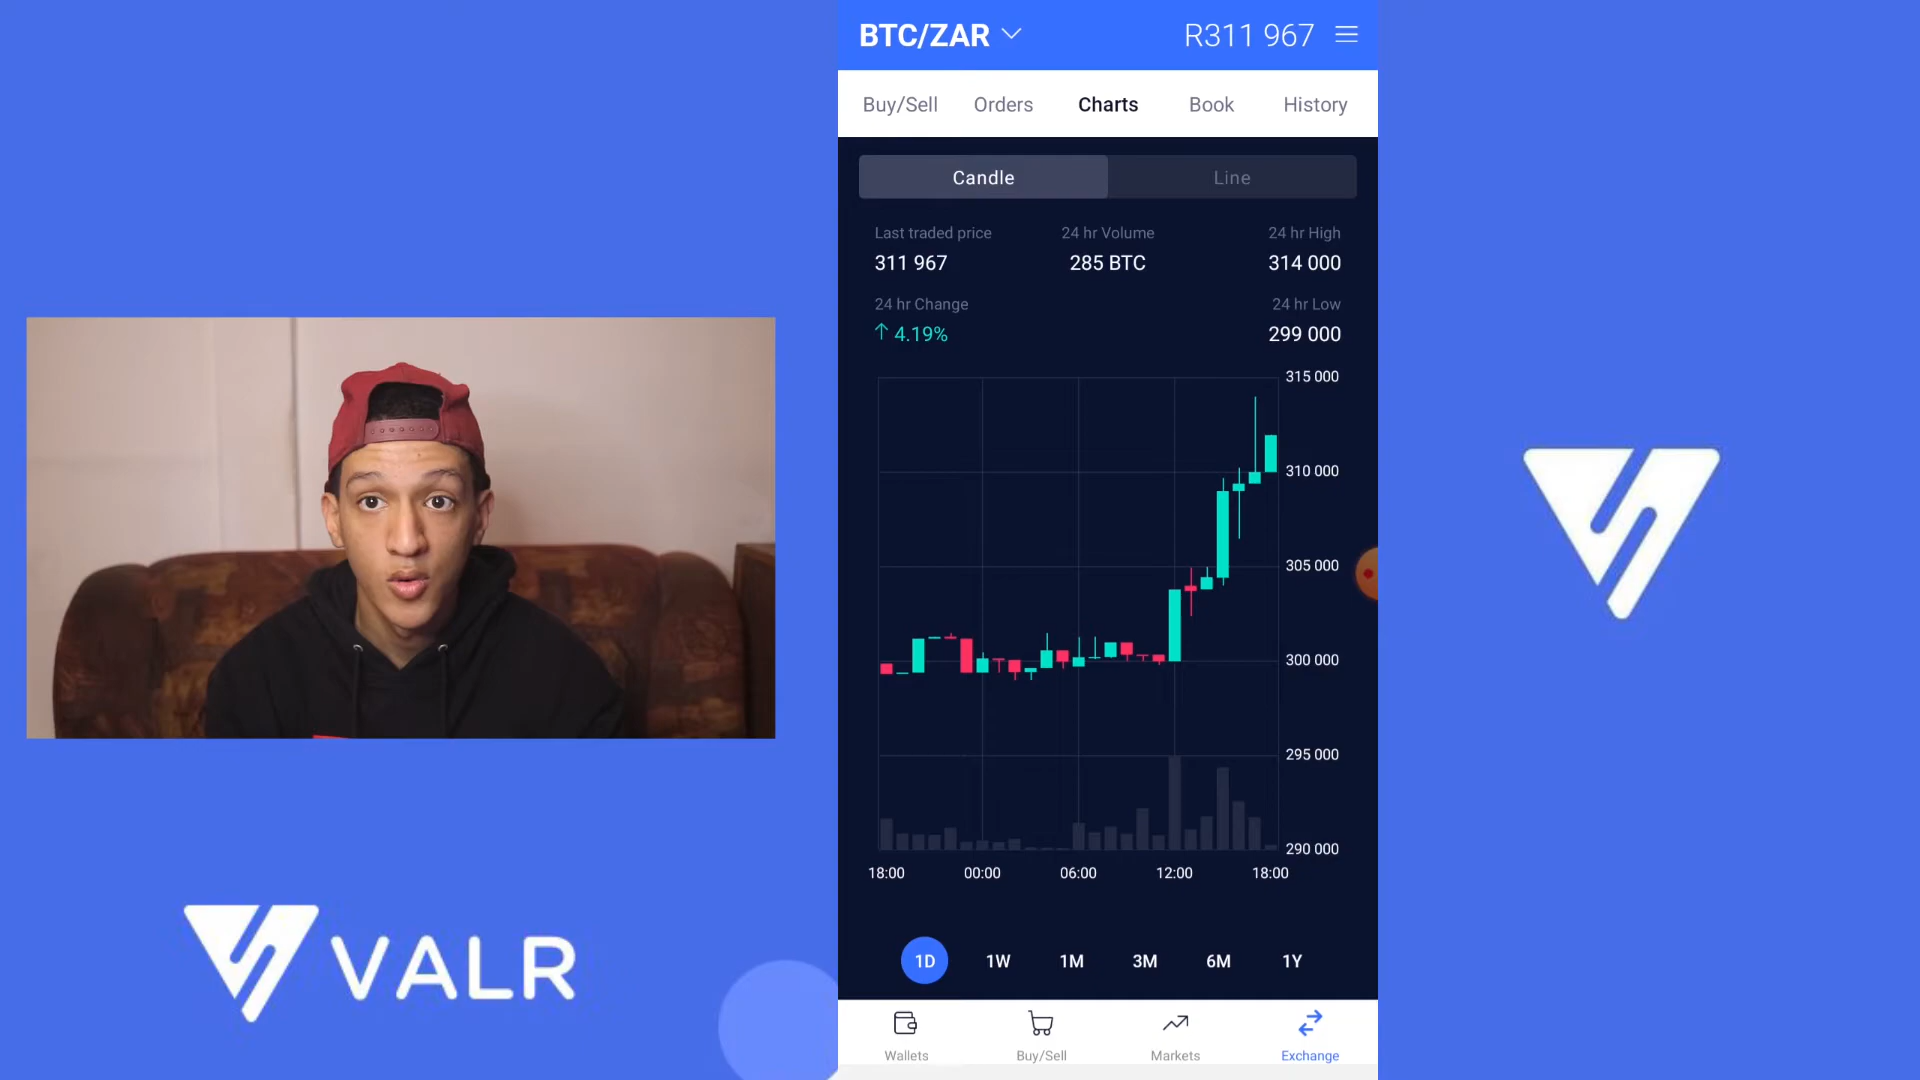 BTC/ZAR
R311 967
Buy/Sell Orders Charts Book History
Candle Line
Last traded price 24 hr Volume 24 hr High
311 967 285 BTC 314 000
24 hr Change 24 hr Low
↑ 4.19% 299 000
315 000
310 000
305 000
300 000
295 000
290 000
18:00 00:00 06:00 12:00 18:00
1D 1W 1M 3M 6M 1Y
Wallets Buy/Sell Markets Exchange
VALR